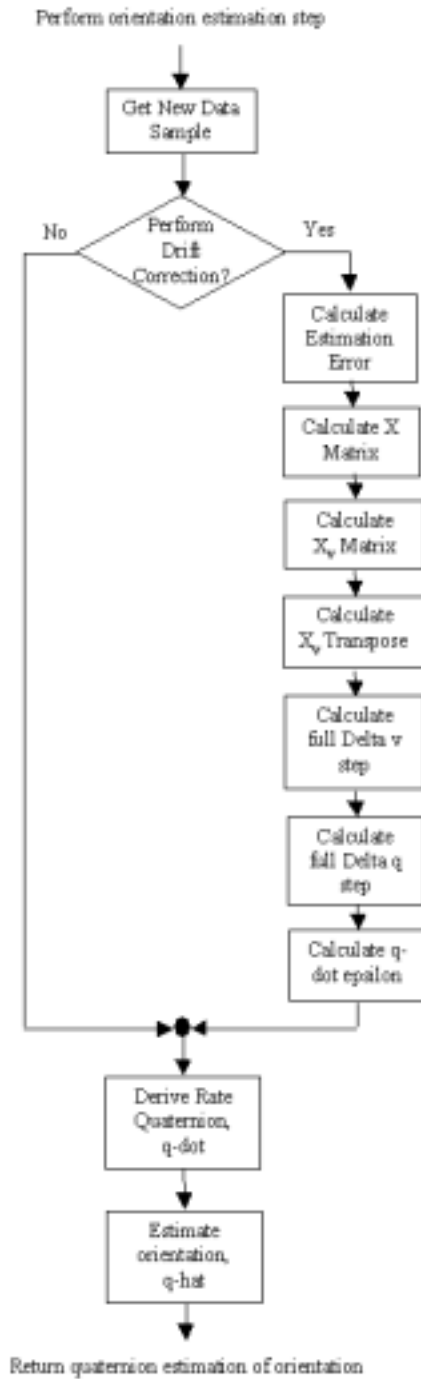 Perform orientation estimation step
Get New Data
Sample
No
Perform
Drift
Correction?
Yes
Calculate
Estimation
Error
Calculate X
Matrix
Calculate
Xᵥ Matrix
Calculate
Xᵥ Transpose
Calculate
full Delta v
step
Calculate
full Delta q
step
Calculate q-
dot epsilon
Derive Rate
Quaternion,
q-dot
Estimate
orientation,
q-hat
Return quaternion estimation of orientation